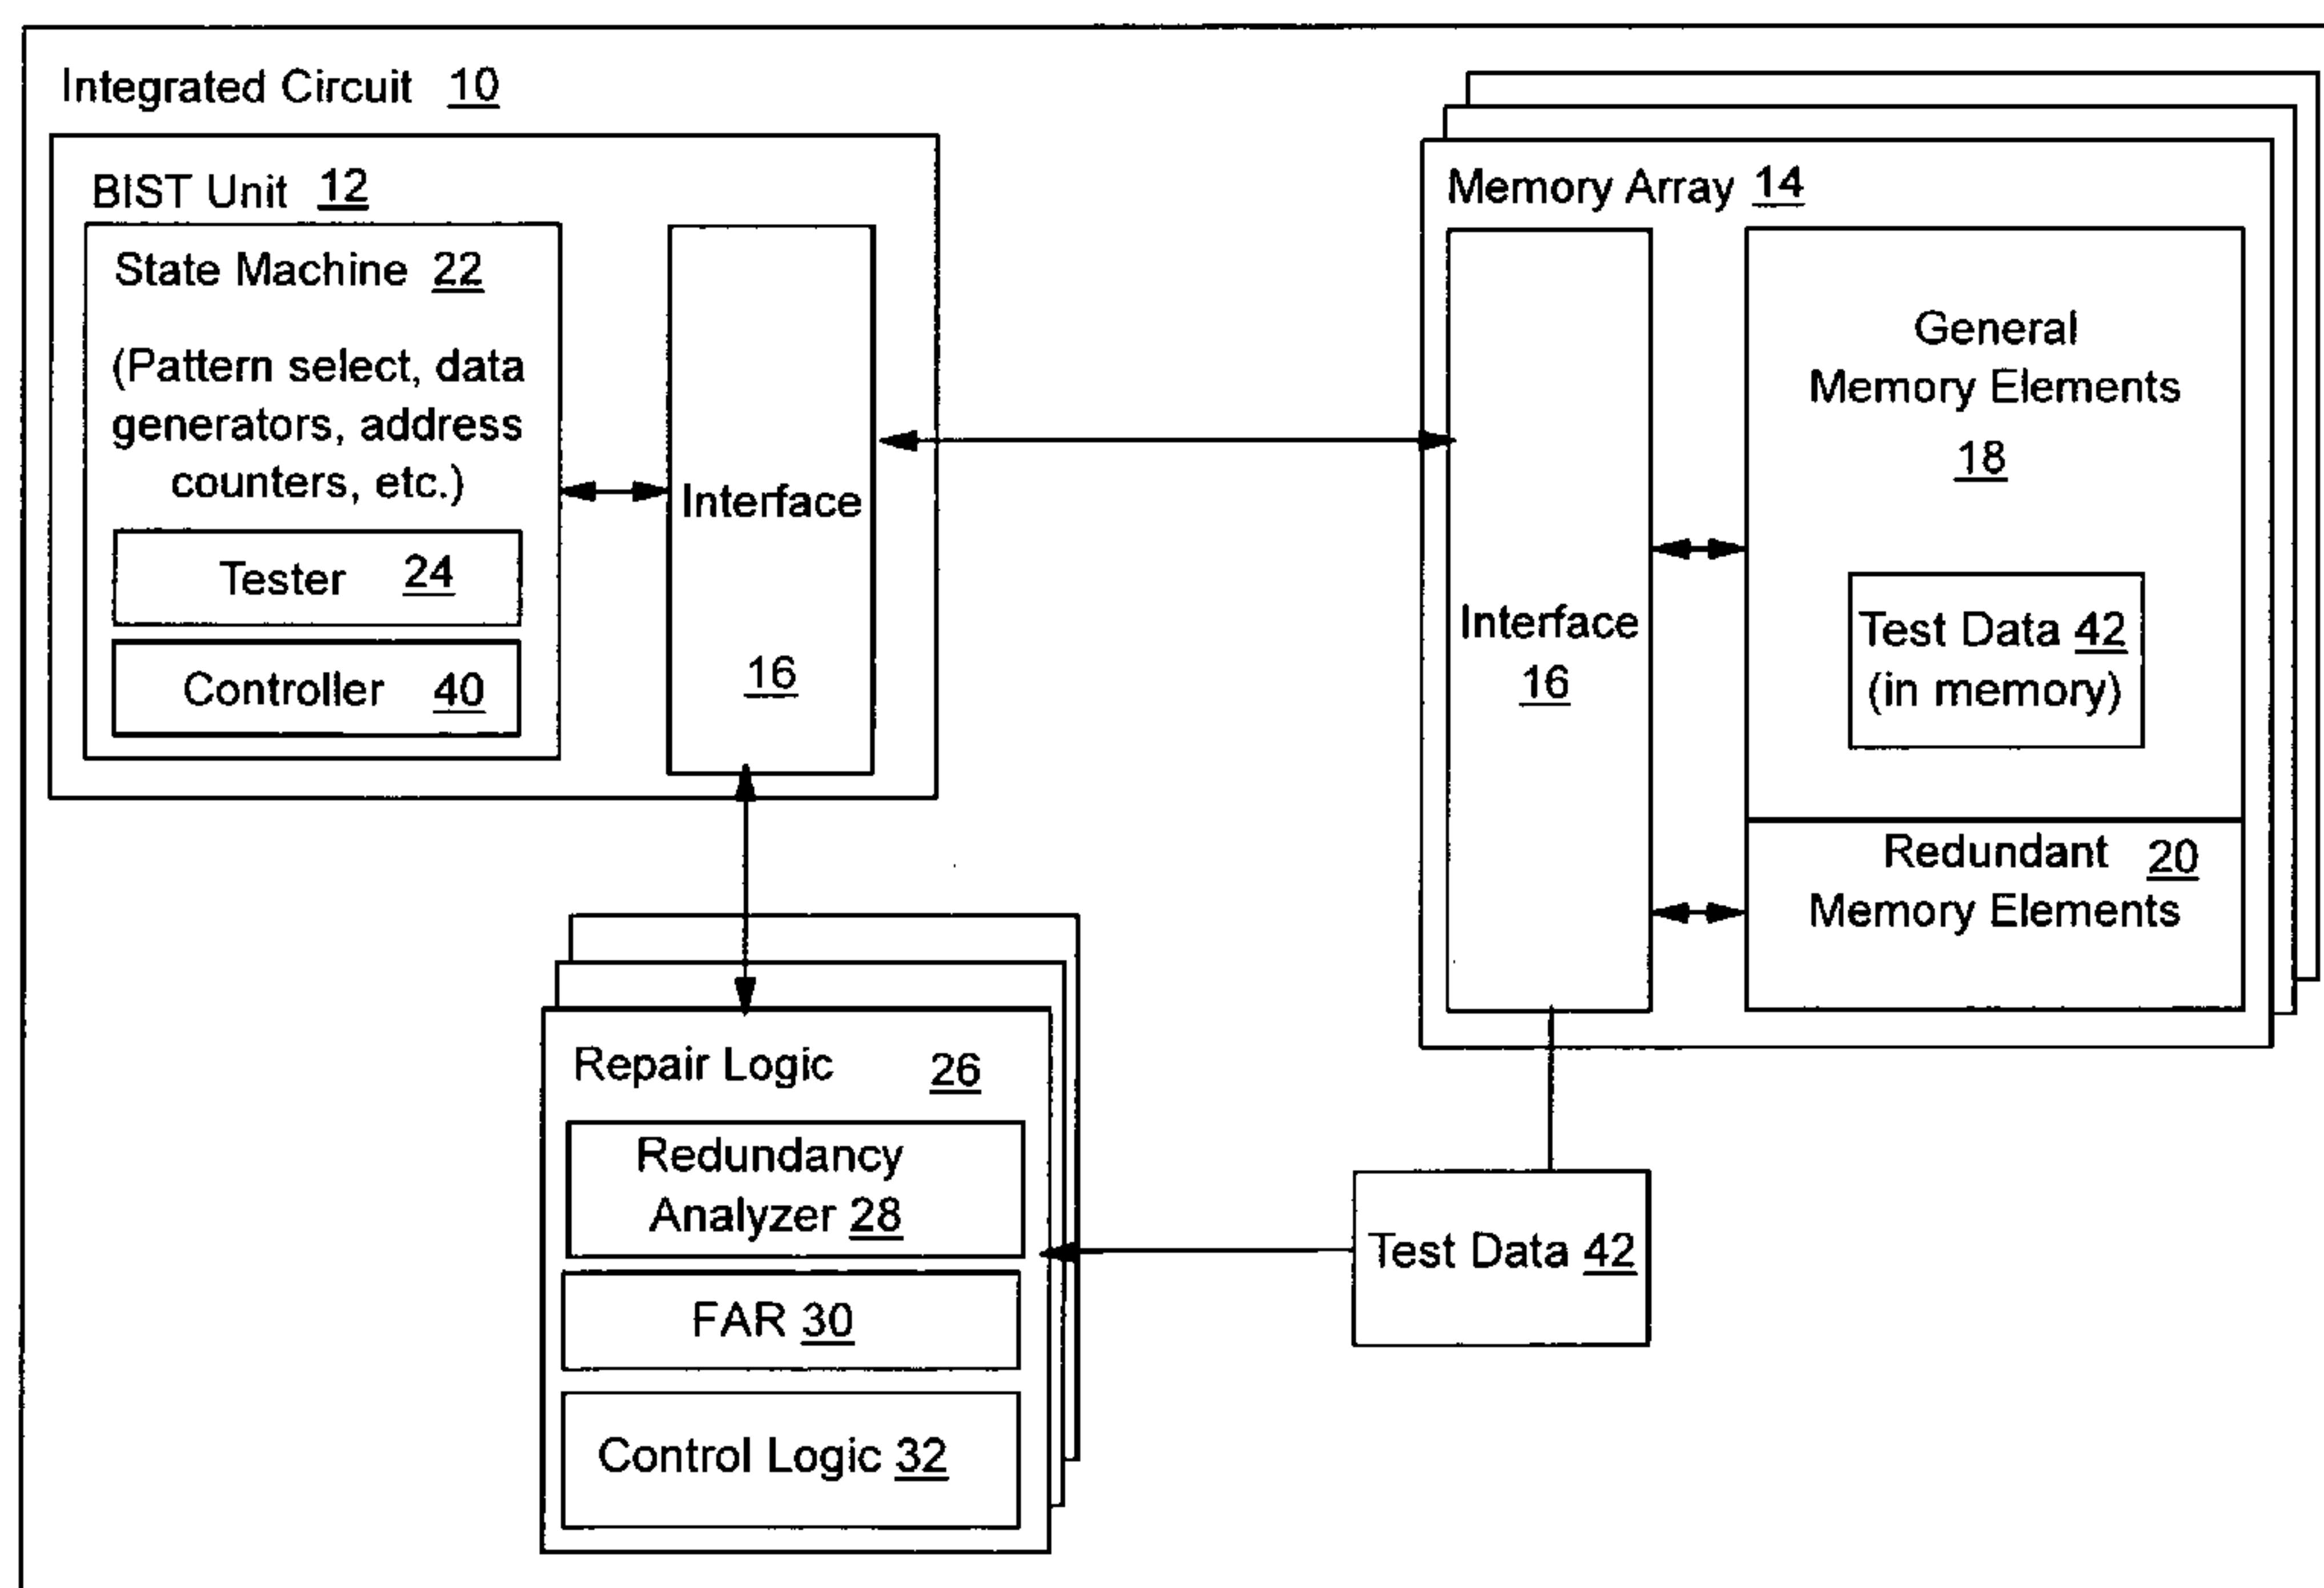 Integrated Circuit 10
BIST Unit 12
State Machine 22
(Pattern select, data
generators, address
counters, etc.)
Tester 24
Controller 40
Interface
16
Memory Array 14
Interface
16
General
Memory Elements
18
Test Data 42
(in memory)
Redundant 20
Memory Elements
Repair Logic 26
Redundancy
Analyzer 28
FAR 30
Control Logic 32
Test Data 42